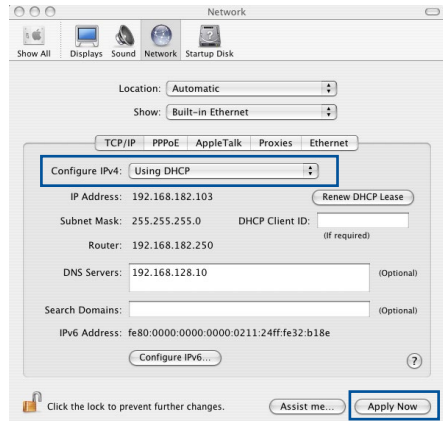 Network
Show All Displays Sound Network Startup Disk
Location: Automatic
Show: Built-in Ethernet
TCP/IP PPPoE AppleTalk Proxies Ethernet
Configure IPv4: Using DHCP
IP Address: 192.168.182.103 Renew DHCP Lease
Subnet Mask: 255.255.255.0 DHCP Client ID:
(If required)
Router: 192.168.182.250
DNS Servers: 192.168.128.10 (Optional)
Search Domains: (Optional)
IPv6 Address: fe80:0000:0000:0000:0211:24ff:fe32:b18e
Configure IPv6... ?
Click the lock to prevent further changes. Assist me... Apply Now